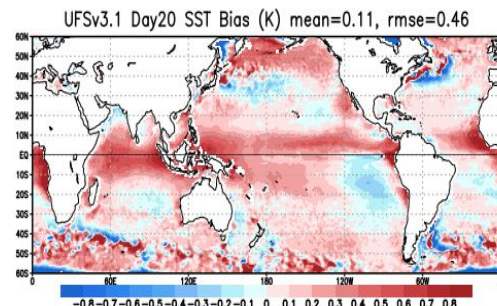 UFSv3.1 Day20 SST Bias (K) mean=0.11, rmse=0.46
60N
50N
40N
30N
20N
10N
EQ
10S
20S
30S
40S
50S
60S
0 60E 120E 180 120W 60W
-0.8 -0.7 -0.6 -0.5 -0.4 -0.3 -0.2 -0.1 0 0.1 0.2 0.3 0.4 0.5 0.6 0.7 0.8